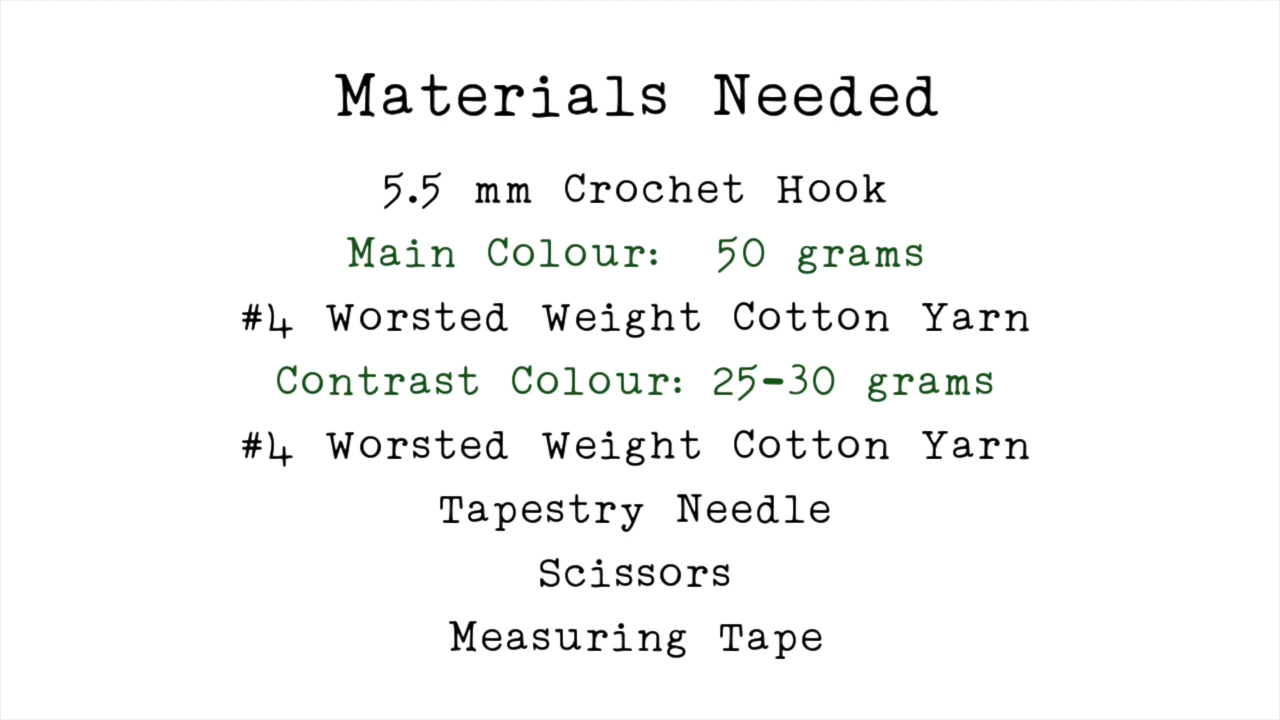 Materials Needed
5.5 mm Crochet Hook
Main Colour: 50 grams
#4 Worsted Weight Cotton Yarn
Contrast Colour: 25-30 grams
#4 Worsted Weight Cotton Yarn
Tapestry Needle
Scissors
Measuring Tape